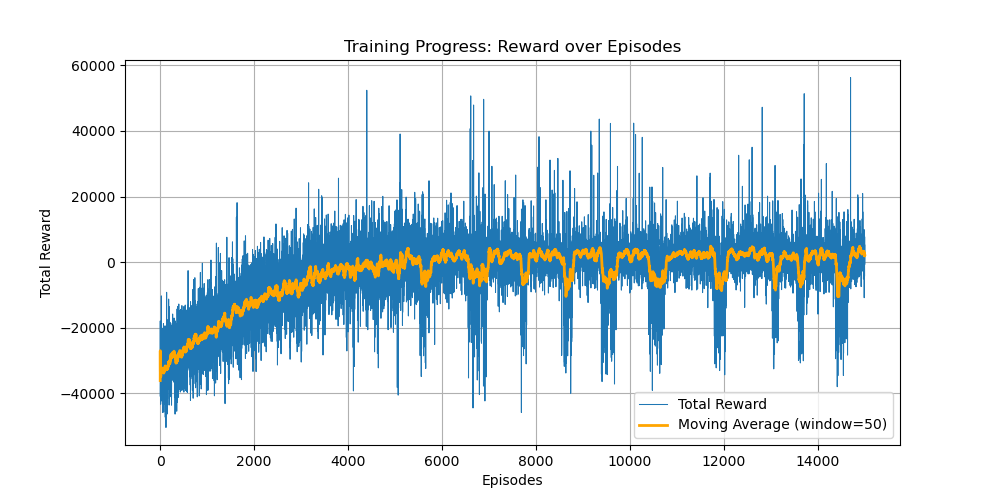 Training Progress: Reward over Episodes
60000
40000
20000
0
−20000
−40000
Total Reward
0 2000 4000 6000 8000 10000 12000 14000
Episodes
Total Reward
Moving Average (window=50)